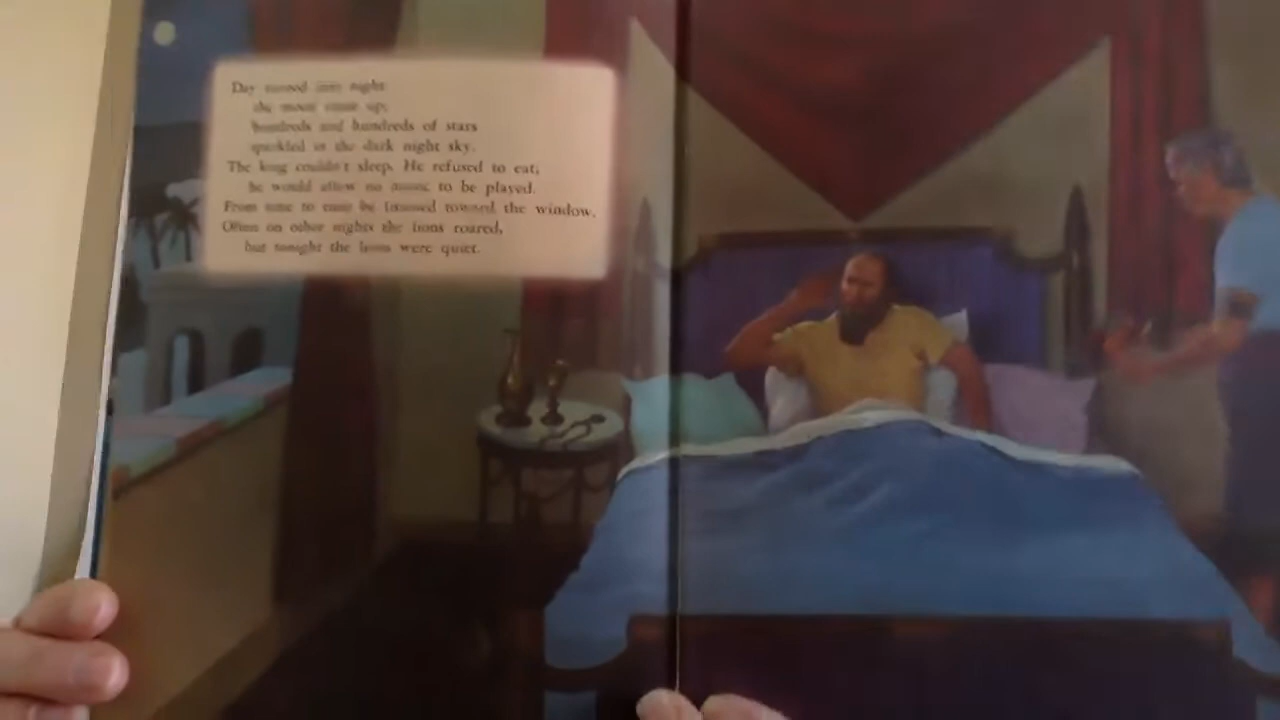 Day turned into night:
the moon came up;
hundreds and hundreds of stars
sparkled in the dark night sky.
The king couldn't sleep. He refused to eat;
he would allow no music to be played.
From time to time he listened toward the window.
Often on other nights the lions roared,
but tonight the lions were quiet.